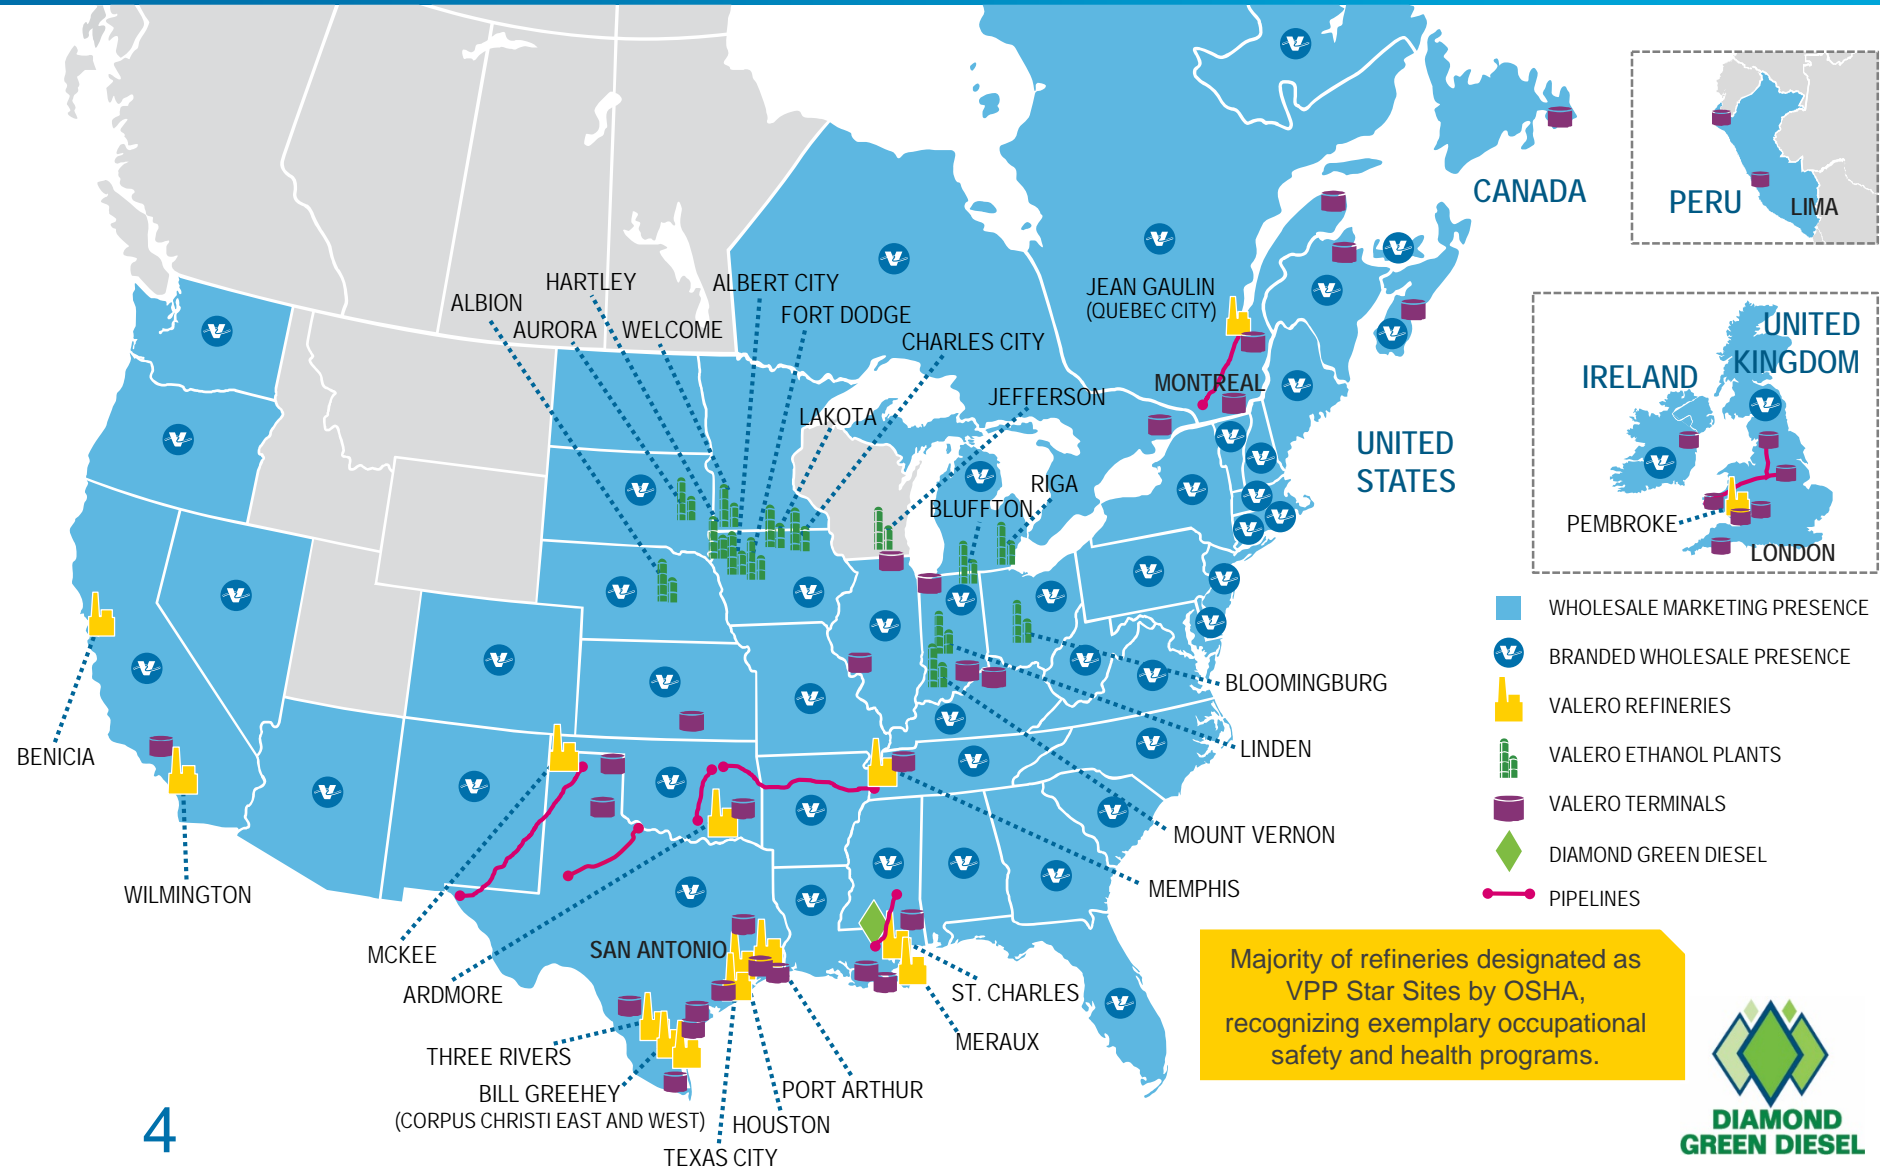 CANADA
PERU
LIMA
HARTLEY
ALBERT CITY
ALBION
AURORA
WELCOME
FORT DODGE
CHARLES CITY
JEAN GAULIN
(QUEBEC CITY)
MONTREAL
JEFFERSON
LAKOTA
RIGA
BLUFFTON
UNITED
STATES
UNITED
KINGDOM
IRELAND
PEMBROKE
LONDON
WHOLESALE MARKETING PRESENCE
BRANDED WHOLESALE PRESENCE
VALERO REFINERIES
VALERO ETHANOL PLANTS
VALERO TERMINALS
DIAMOND GREEN DIESEL
PIPELINES
BLOOMINGBURG
LINDEN
MOUNT VERNON
MEMPHIS
BENICIA
WILMINGTON
MCKEE
ARDMORE
SAN ANTONIO
THREE RIVERS
BILL GREEHEY
(CORPUS CHRISTI EAST AND WEST)
ST. CHARLES
MERAUX
PORT ARTHUR
HOUSTON
TEXAS CITY
Majority of refineries designated as
VPP Star Sites by OSHA,
recognizing exemplary occupational
safety and health programs.
DIAMOND
GREEN DIESEL
4